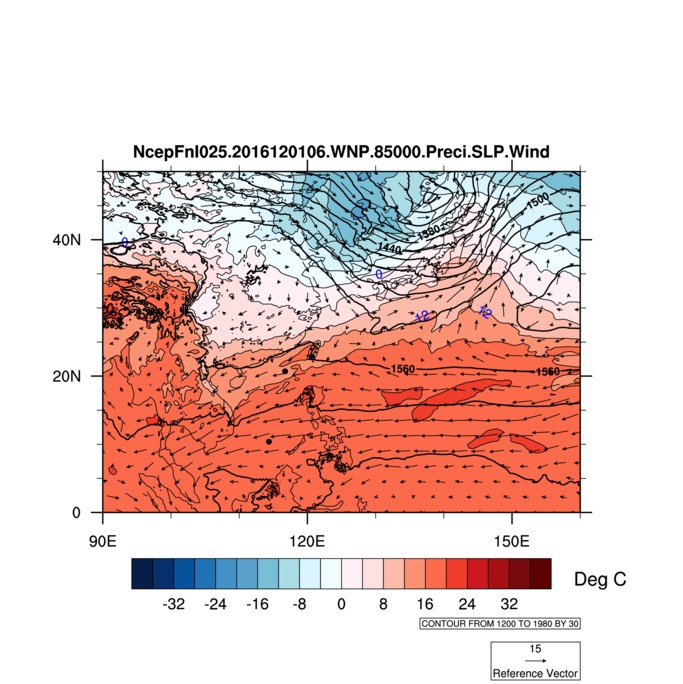 NcepFnl025.2016120106.WNP.85000.Preci.SLP.Wind
1500
1380
1440
40N
0
0
12
16
1560
1560
20N
0
90E
120E
150E
Deg C
-32
-24
-16
-8
0
8
16
24
32
CONTOUR FROM 1200 TO 1980 BY 30
15
Reference Vector